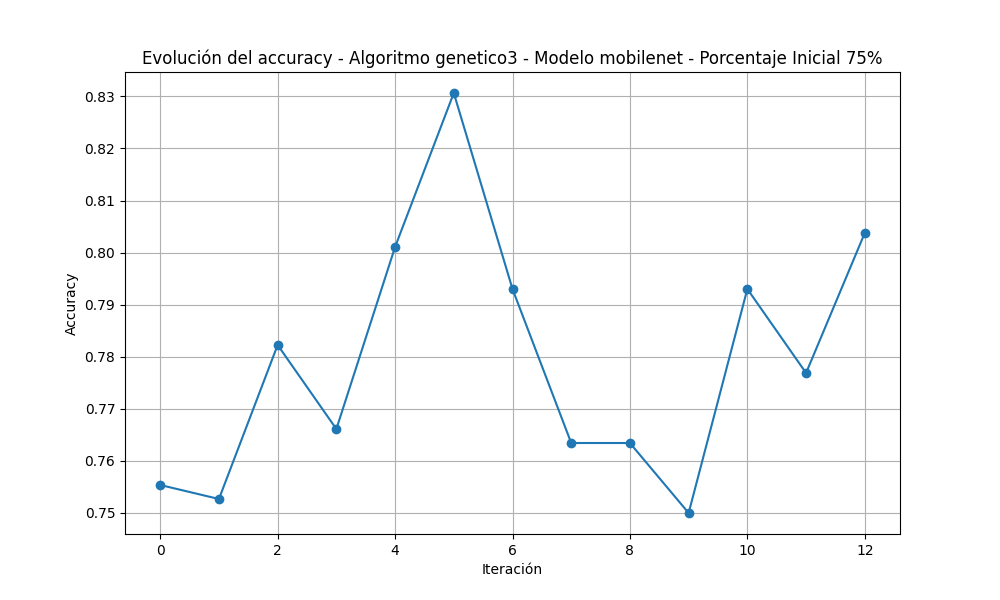 Evolución del accuracy - Algoritmo genetico3 - Modelo mobilenet - Porcentaje Inicial 75%
0.83
0.82
0.81
0.80
0.79
0.78
0.77
0.76
0.75
Accuracy
0 2 4 6 8 10 12
Iteración